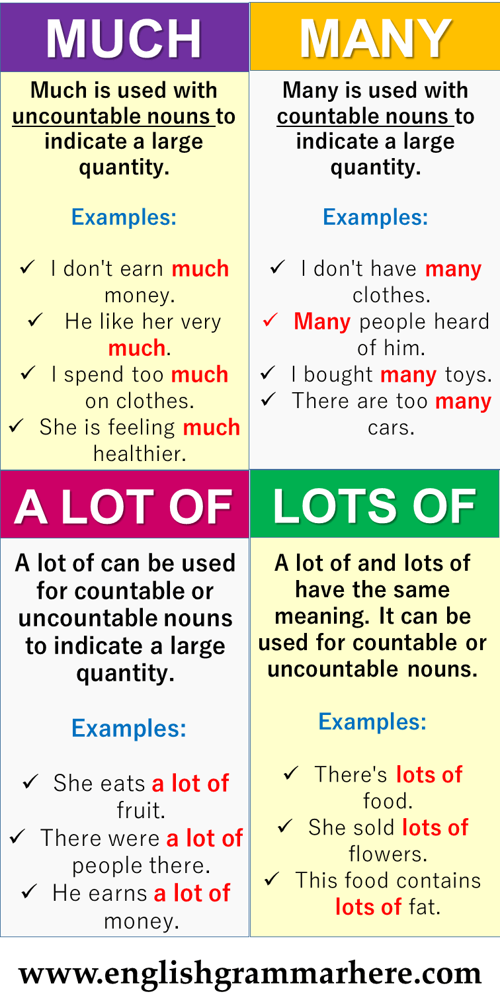 MUCH
Much is used with
uncountable nouns to
indicate a large
quantity.
Examples:
✓ I don't earn much
money.
✓ He like her very
much.
✓ I spend too much
on clothes.
✓ She is feeling much
healthier.
MANY
Many is used with
countable nouns to
indicate a large
quantity.
Examples:
✓ I don't have many
clothes.
✓ Many people heard
of him.
✓ I bought many toys.
✓ There are too many
cars.
A LOT OF
A lot of can be used
for countable or
uncountable nouns
to indicate a large
quantity.
Examples:
✓ She eats a lot of
fruit.
✓ There were a lot of
people there.
✓ He earns a lot of
money.
LOTS OF
A lot of and lots of
have the same
meaning. It can be
used for countable or
uncountable nouns.
Examples:
✓ There's lots of
food.
✓ She sold lots of
flowers.
✓ This food contains
lots of fat.
www.englishgrammarhere.com